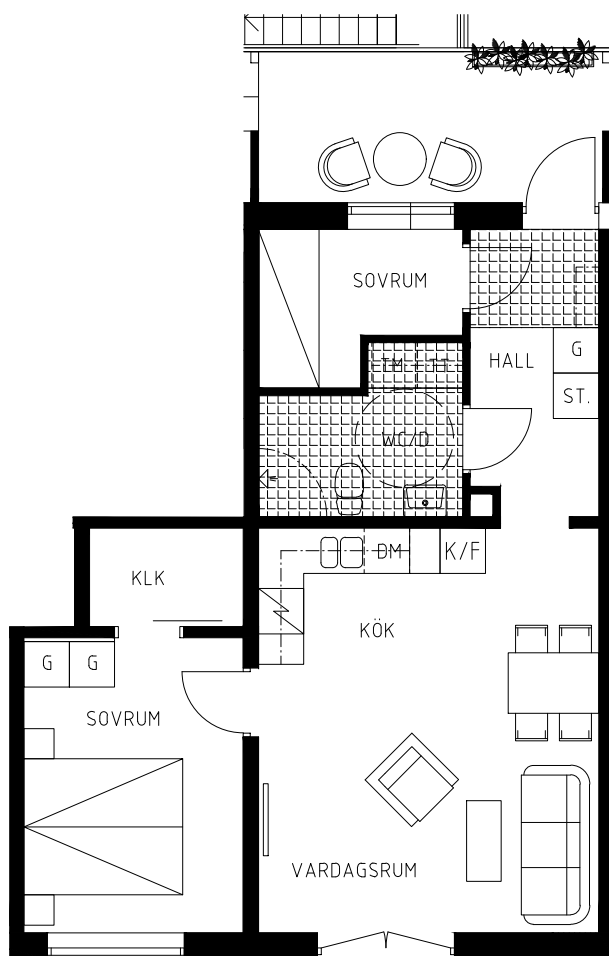 SOVRUM
HALL
G
ST.
TM
TT
WC/D
DM
K/F
KLK
KÖK
G
G
SOVRUM
VARDAGSRUM